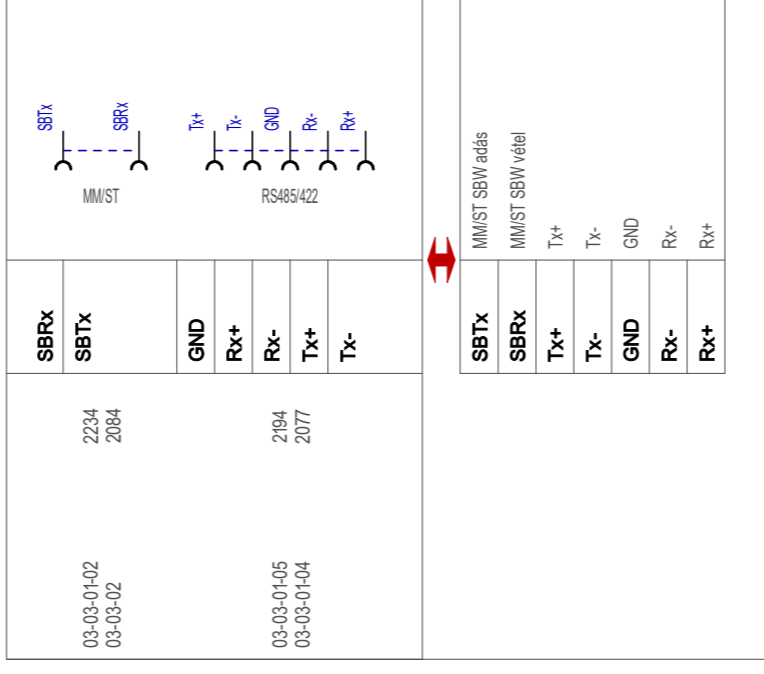 SBTx
SBRx
Tx+
Tx-
GND
Rx-
Rx+
MM/ST
RS485/422
SBRx
SBTx
GND
Rx+
Rx-
Tx+
Tx-
2234
2084
2194
2077
03-03-01-02
03-03-02
03-03-01-05
03-03-01-04
MM/ST SBW adás
MM/ST SBW vétel
Tx+
Tx-
GND
Rx-
Rx+
SBTx
SBRx
Tx+
Tx-
GND
Rx-
Rx+